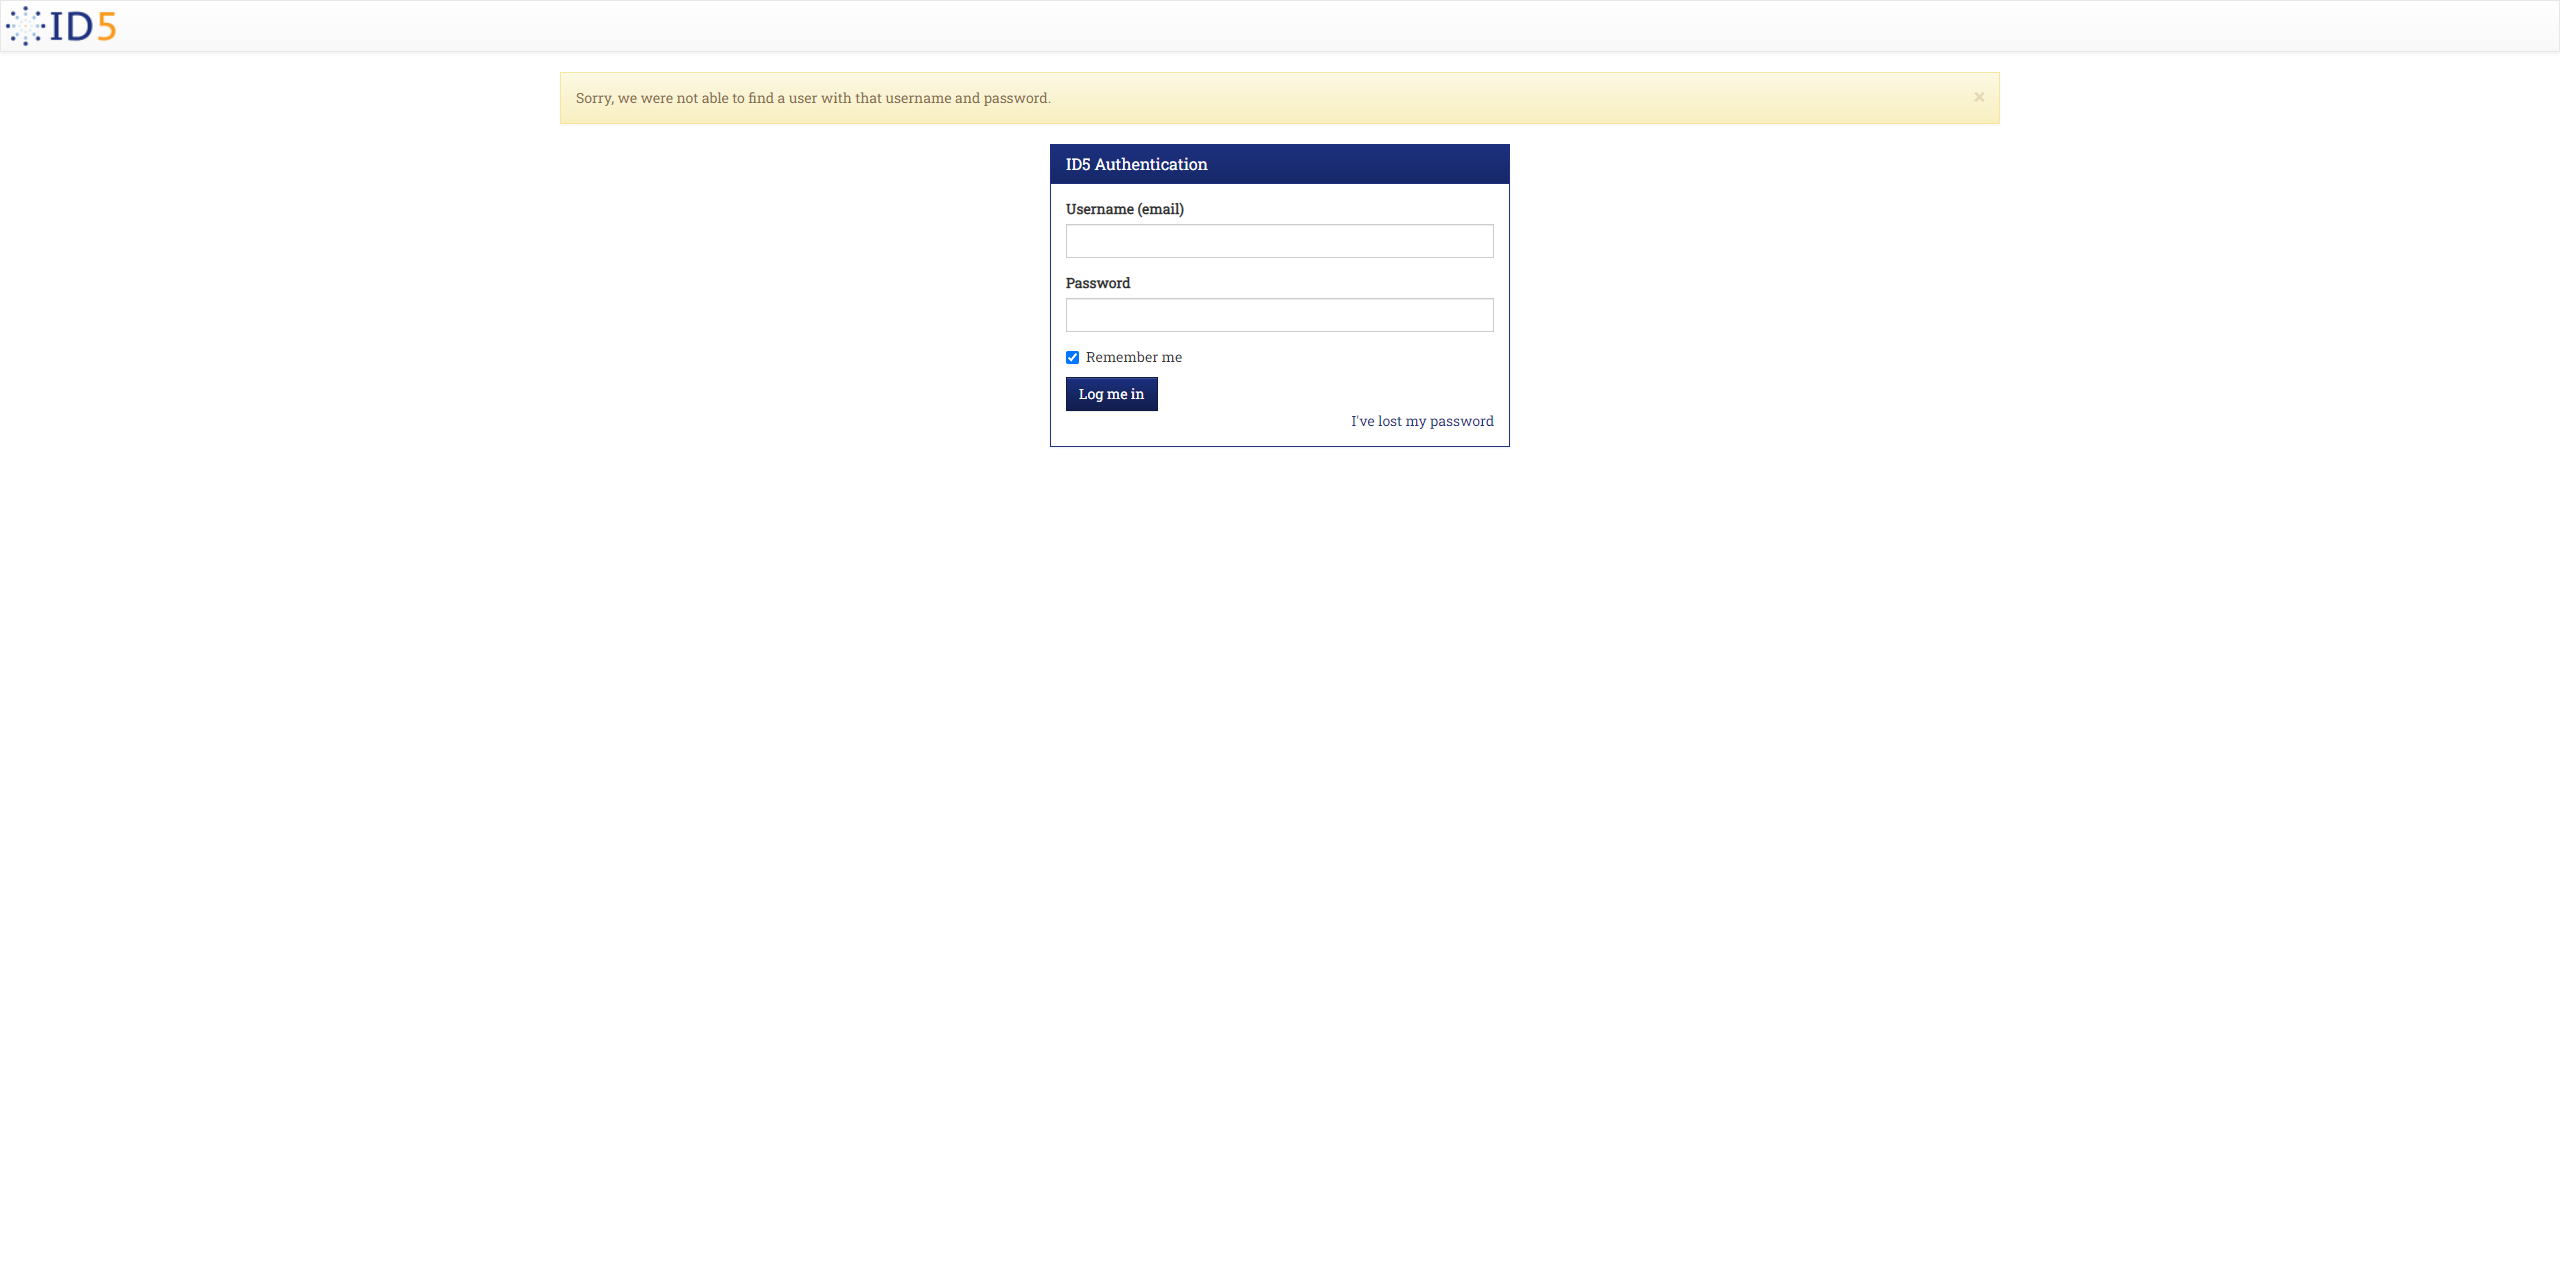 ID5
Sorry, we were not able to find a user with that username and password.
×
ID5 Authentication
Username (email)
Password
Remember me
Log me in
I've lost my password